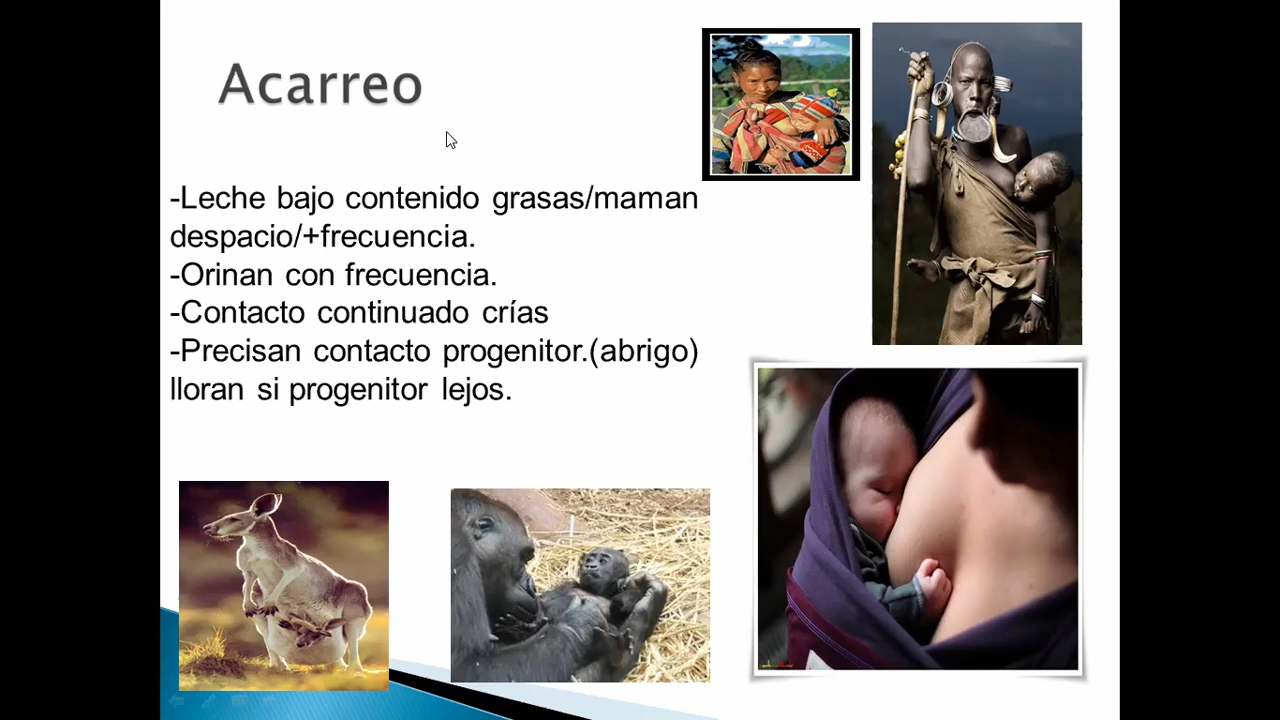 Acarreo
-Leche bajo contenido grasas/maman
despacio/+frecuencia.
-Orinan con frecuencia.
-Contacto continuado crías
-Precisan contacto progenitor.(abrigo)
lloran si progenitor lejos.